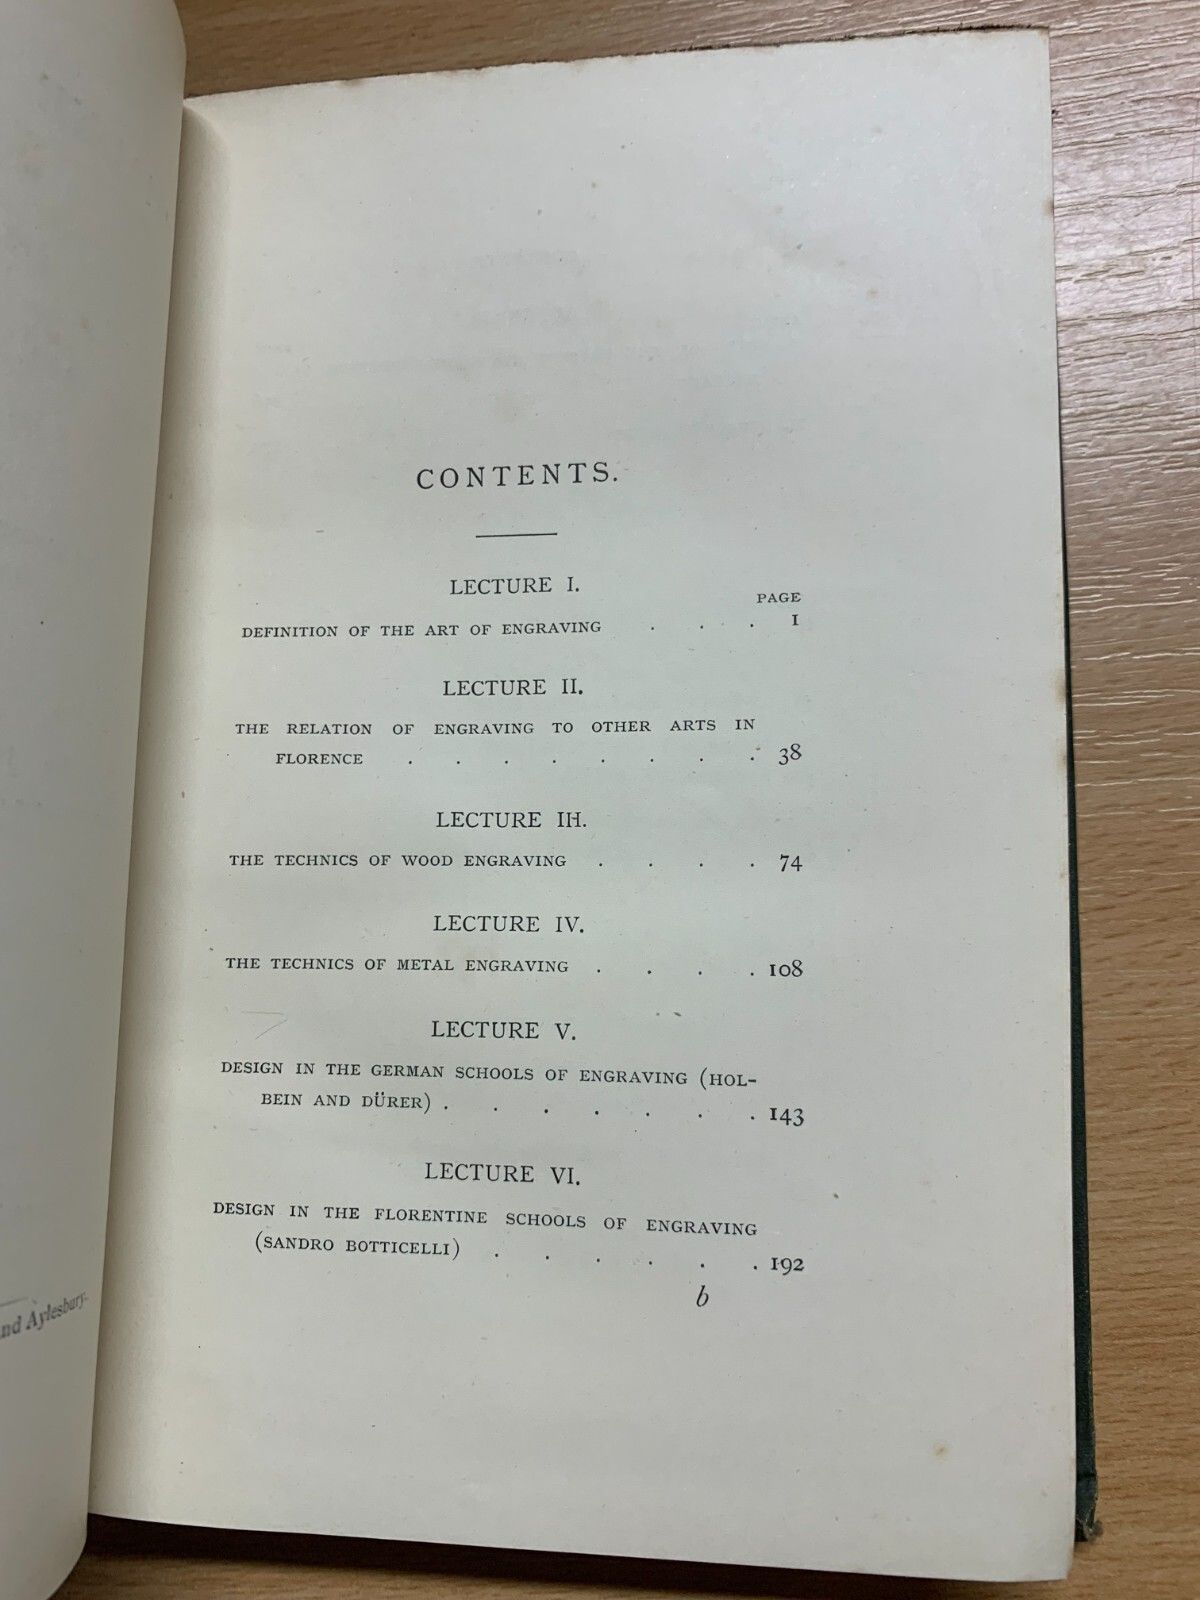 CONTENTS.
LECTURE I.
PAGE
DEFINITION OF THE ART OF ENGRAVING . . . 1
LECTURE II.
THE RELATION OF ENGRAVING TO OTHER ARTS IN
FLORENCE . . . . . . . . 38
LECTURE III.
THE TECHNICS OF WOOD ENGRAVING . . . . 74
LECTURE IV.
THE TECHNICS OF METAL ENGRAVING . . . . 108
LECTURE V.
DESIGN IN THE GERMAN SCHOOLS OF ENGRAVING (HOL-
BEIN AND DÜRER) . . . . . . . 143
LECTURE VI.
DESIGN IN THE FLORENTINE SCHOOLS OF ENGRAVING
(SANDRO BOTTICELLI) . . . . . . 192
b
Aylesbury.